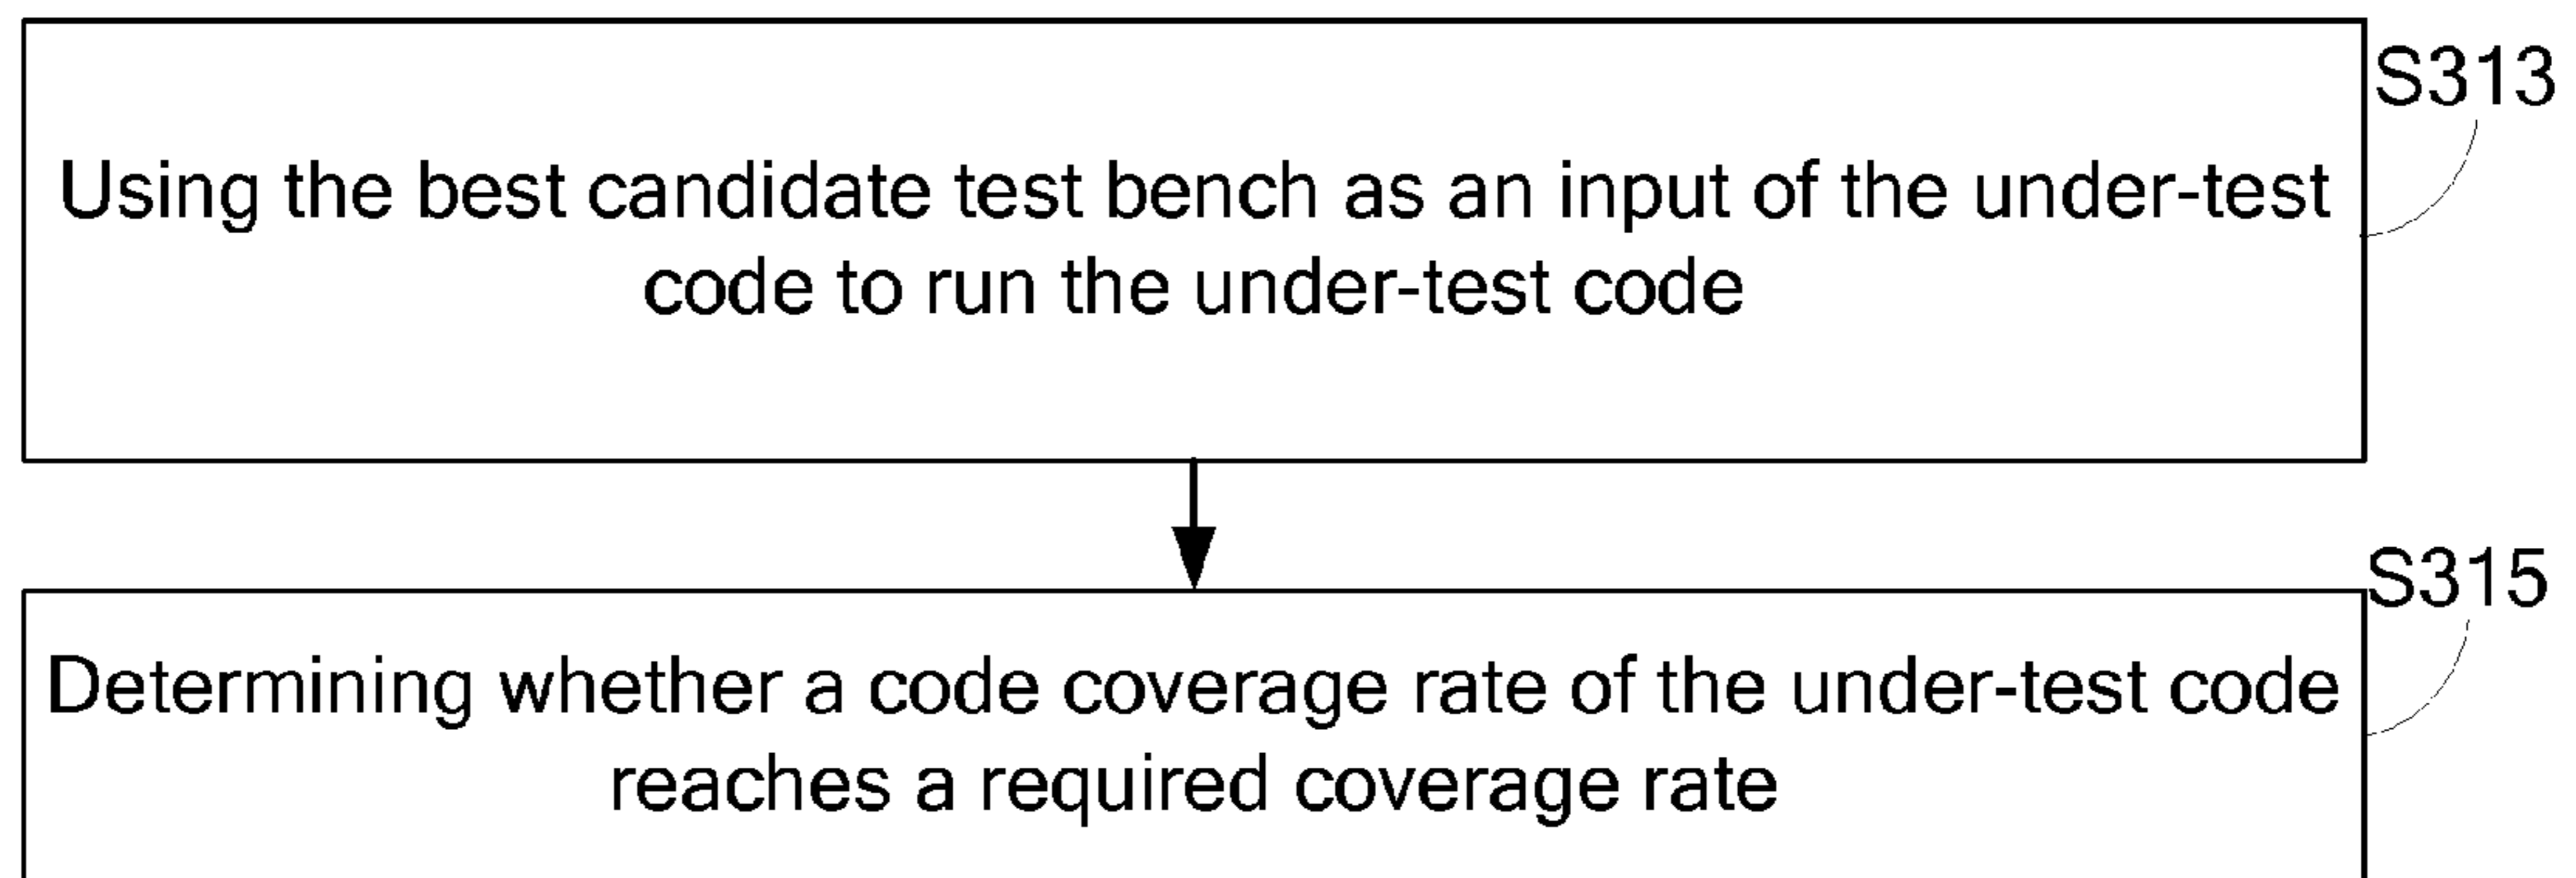 S313
Using the best candidate test bench as an input of the under-test
code to run the under-test code
S315
Determining whether a code coverage rate of the under-test code
reaches a required coverage rate